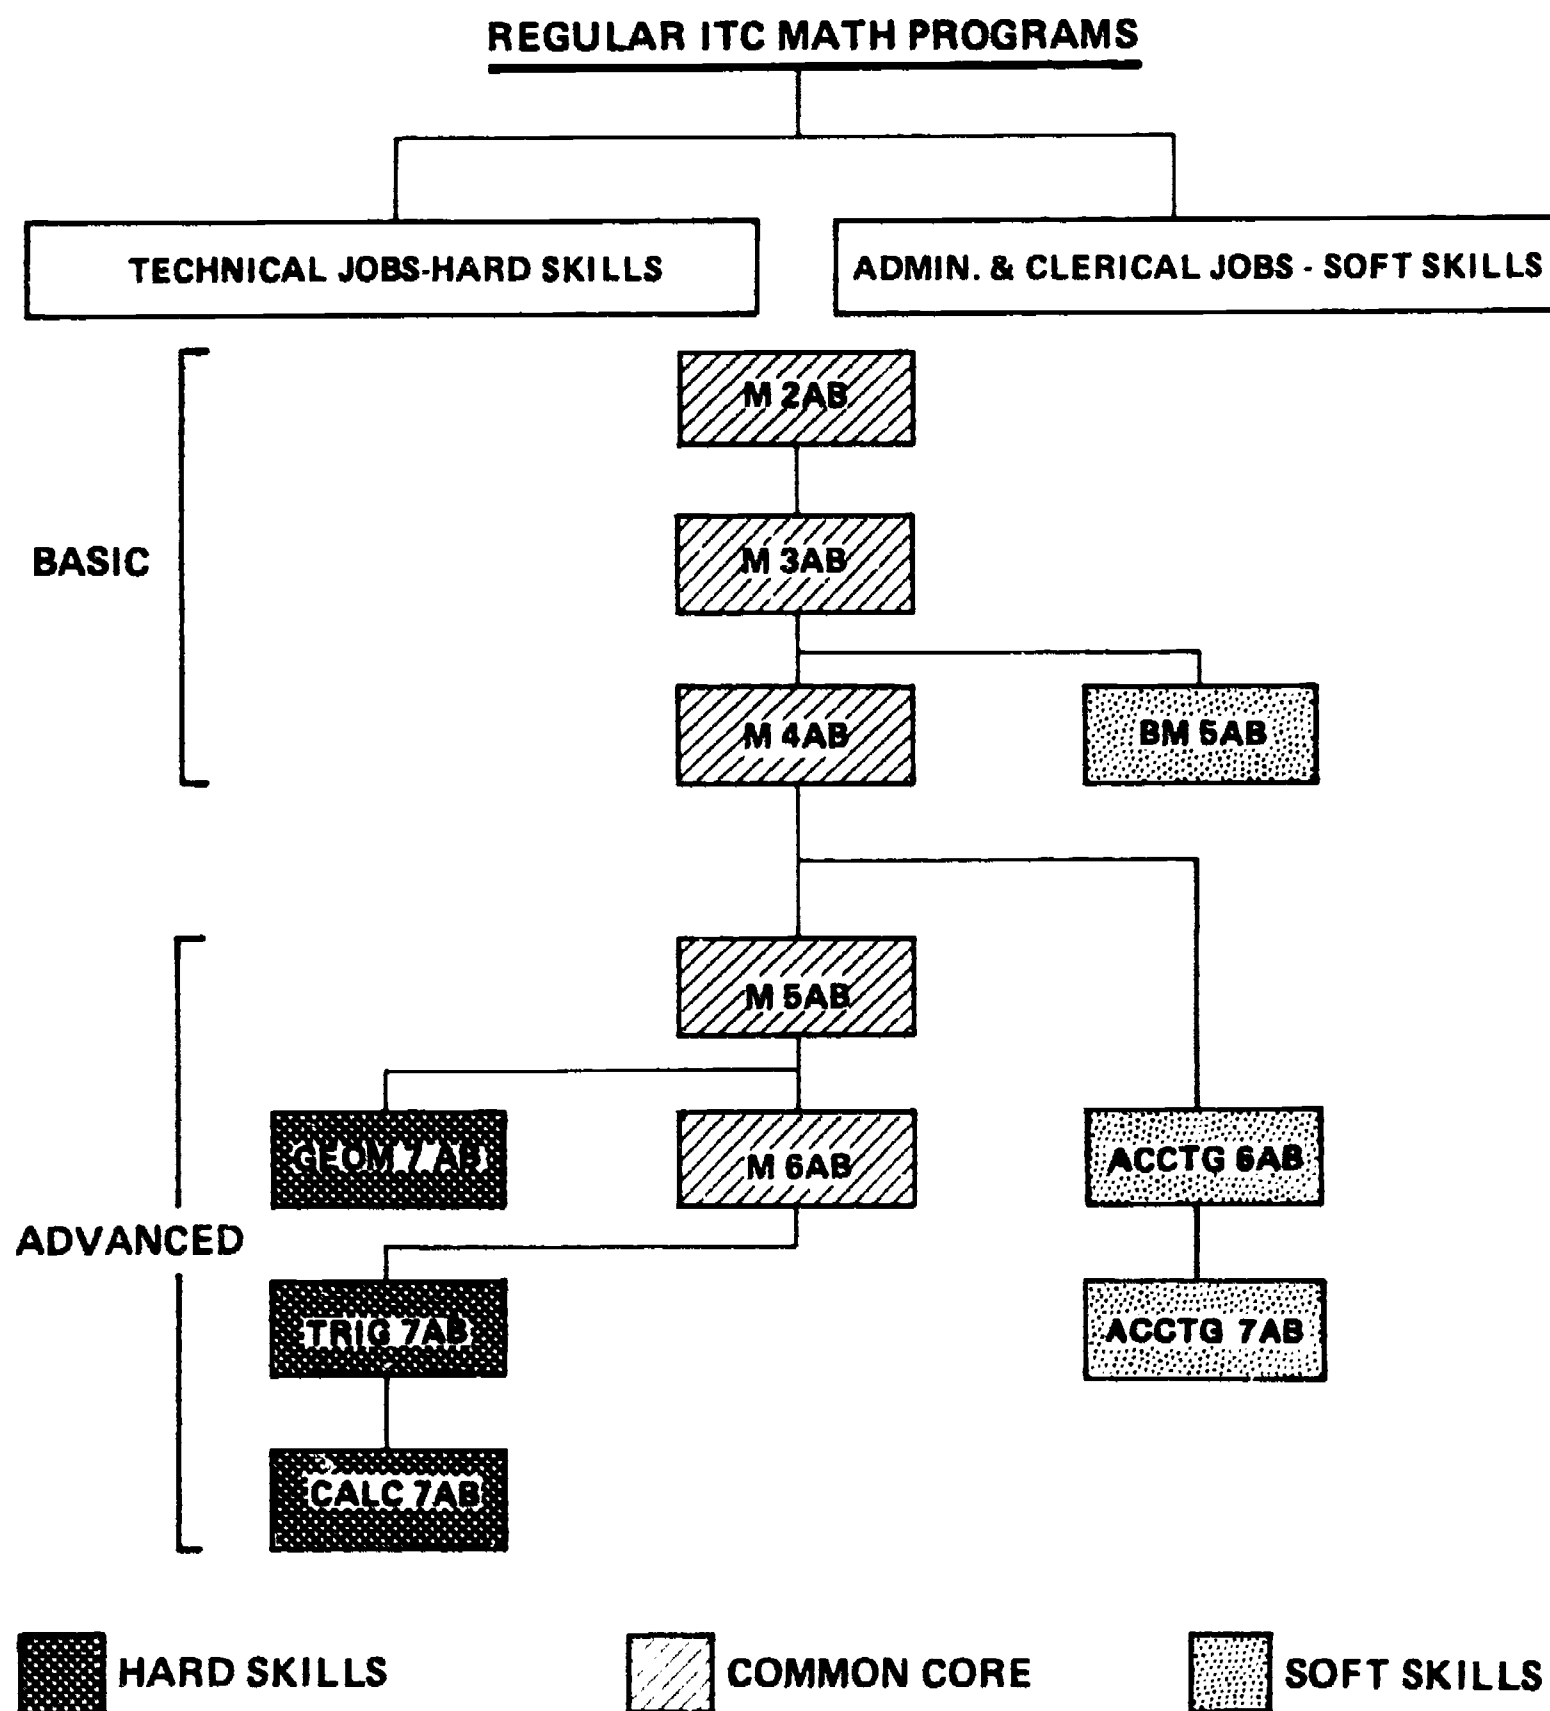 REGULAR ITC MATH PROGRAMS
TECHNICAL JOBS-HARD SKILLS
ADMIN. & CLERICAL JOBS - SOFT SKILLS
M 2AB
BASIC
M 3AB
M 4AB
BM 5AB
M 5AB
GEOM 7 AB
M 6AB
ACCTG 6AB
ADVANCED
TRIG 7AB
ACCTG 7AB
CALC 7AB
HARD SKILLS
COMMON CORE
SOFT SKILLS